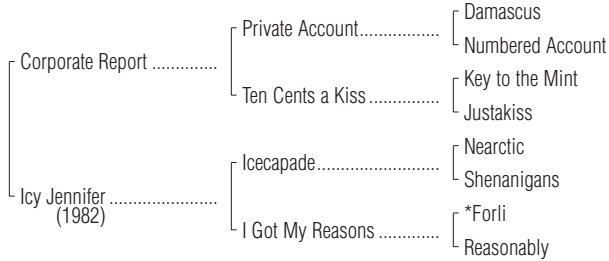 Damascus
Private Account
Numbered Account
Corporate Report
Key to the Mint
Ten Cents a Kiss
Justakiss
Nearctic
Icecapade
Shenanigans
Icy Jennifer
(1982)
*Forli
I Got My Reasons
Reasonably